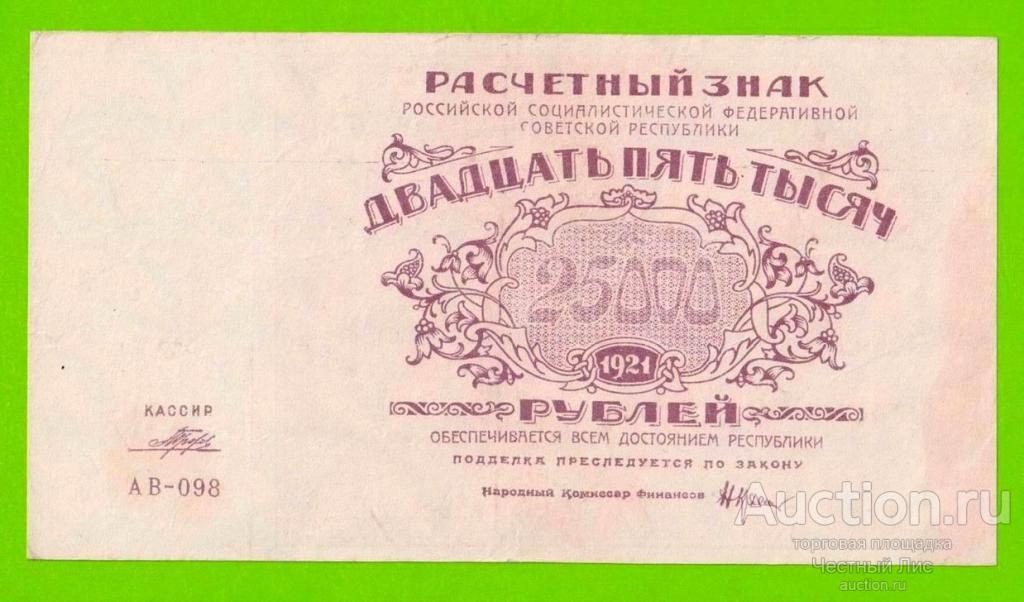 РАСЧЕТНЫЙ ЗНАК
РОССИЙСКОЙ СОЦИАЛИСТИЧЕСКОЙ ФЕДЕРАТИВНОЙ
СОВЕТСКОЙ РЕСПУБЛИКИ
ДВАДЦАТЬ ПЯТЬ ТЫСЯЧ
25000
1921
РУБЛЕЙ
ОБЕСПЕЧИВАЕТСЯ ВСЕМ ДОСТОЯНИЕМ РЕСПУБЛИКИ
ПОДДЕЛКА ПРЕСЛЕДУЕТСЯ ПО ЗАКОНУ
Народный Комиссар Финансов
КАССИР
АВ-098
Auction.ru
торговая площадка
Честный Лис
auction.ru